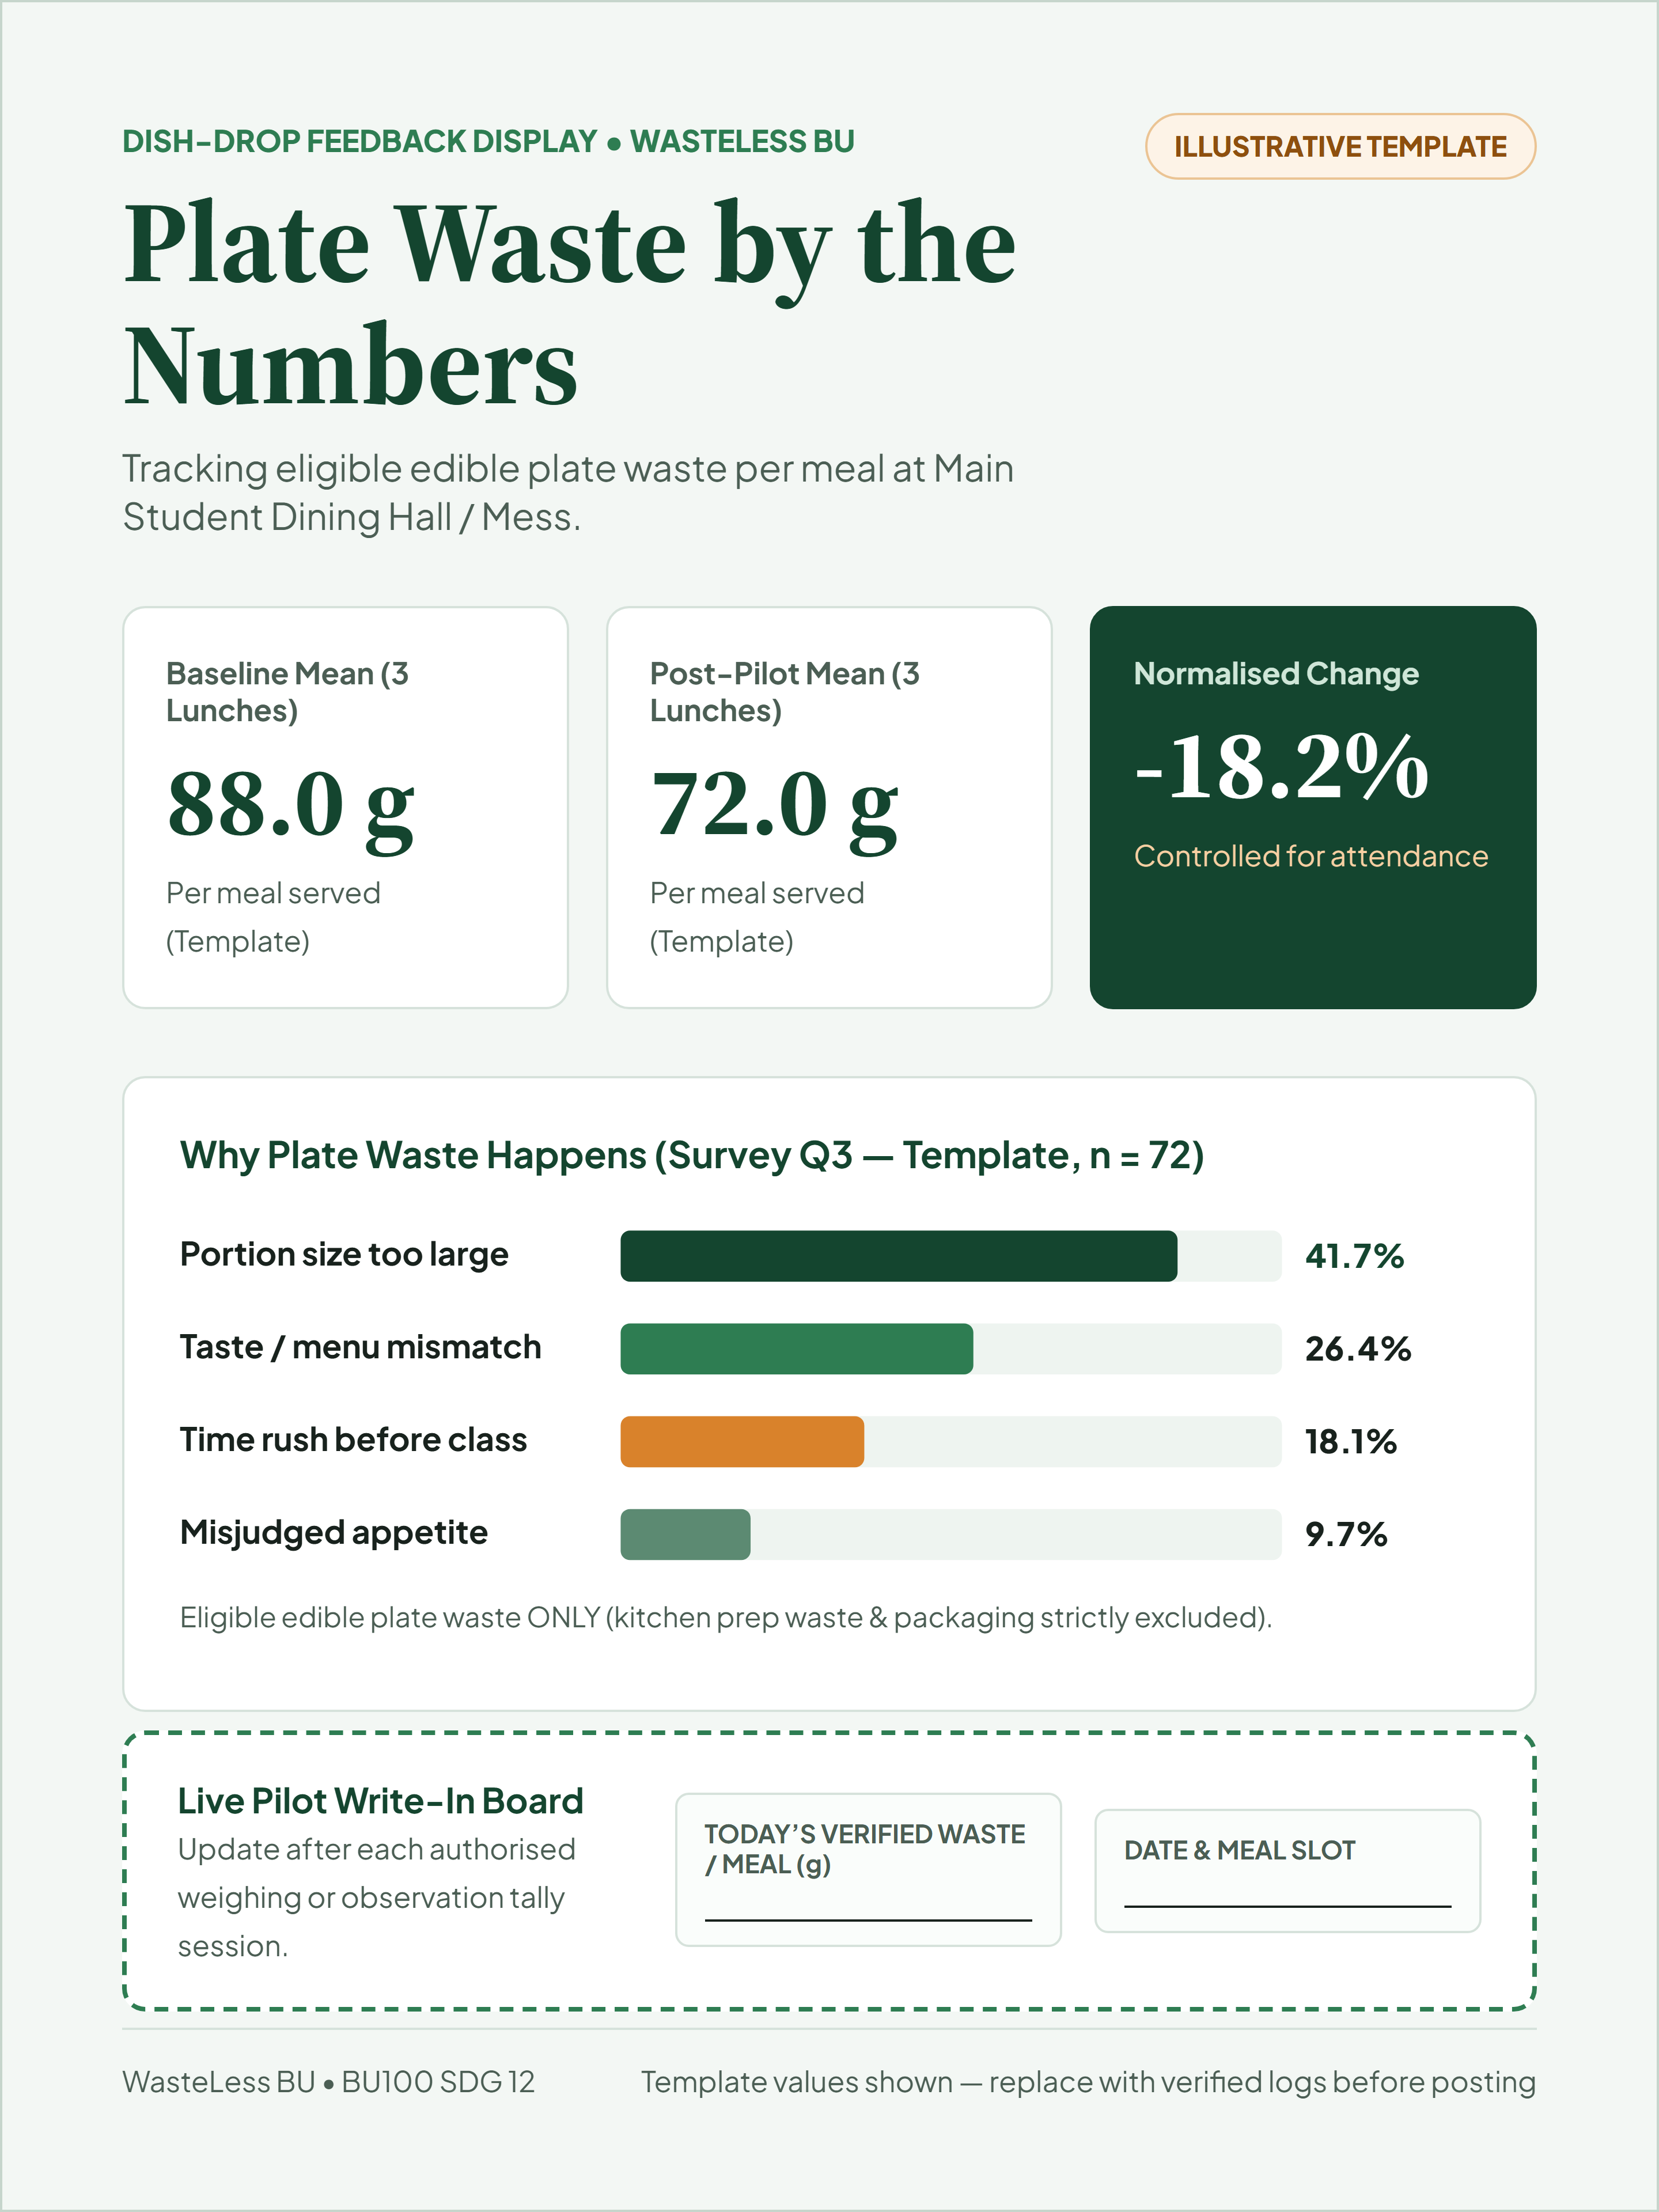 DISH-DROP FEEDBACK DISPLAY • WASTELESS BU
ILLUSTRATIVE TEMPLATE
Plate Waste by the
Numbers
Tracking eligible edible plate waste per meal at Main
Student Dining Hall / Mess.
Baseline Mean (3
Lunches)
88.0 g
Per meal served
(Template)
Post-Pilot Mean (3
Lunches)
72.0 g
Per meal served
(Template)
Normalised Change
-18.2%
Controlled for attendance
Why Plate Waste Happens (Survey Q3 — Template, n = 72)
Portion size too large 41.7%
Taste / menu mismatch 26.4%
Time rush before class 18.1%
Misjudged appetite 9.7%
Eligible edible plate waste ONLY (kitchen prep waste & packaging strictly excluded).
Live Pilot Write-In Board
Update after each authorised
weighing or observation tally
session.
TODAY’S VERIFIED WASTE
/ MEAL (g)
DATE & MEAL SLOT
WasteLess BU • BU100 SDG 12
Template values shown — replace with verified logs before posting